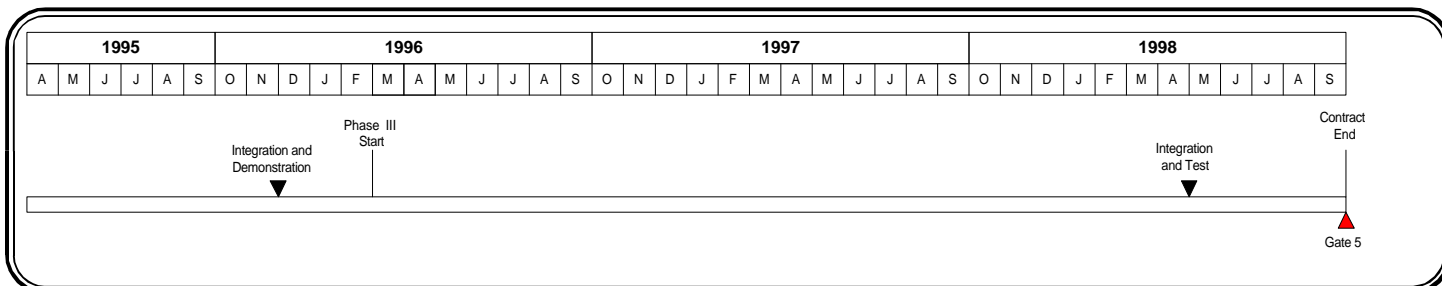 1995 1996 1997 1998
A M J J A S O N D J F M A M J J A S O N D J F M A M J J A S O N D J F M A M J J A S
Phase III
Start
Integration and
Demonstration
Integration
and Test
Contract
End
Gate 5